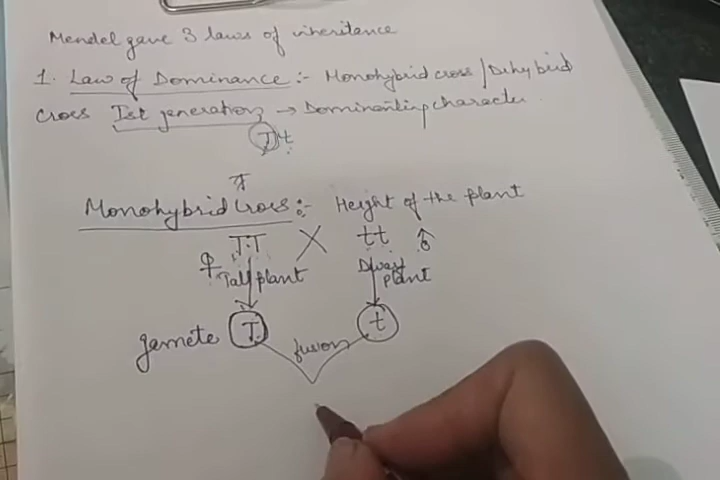 Mendel gave 3 laws of inheritance
1. Law of Dominance :- Monohybrid cross / Dihybrid
cross Ist generation → Dominenting character
Tt
Monohybrid Cross :- Height of the plant
TT X tt
♀ Tall plant Dwarf plant ♂
gamete T t
fusion